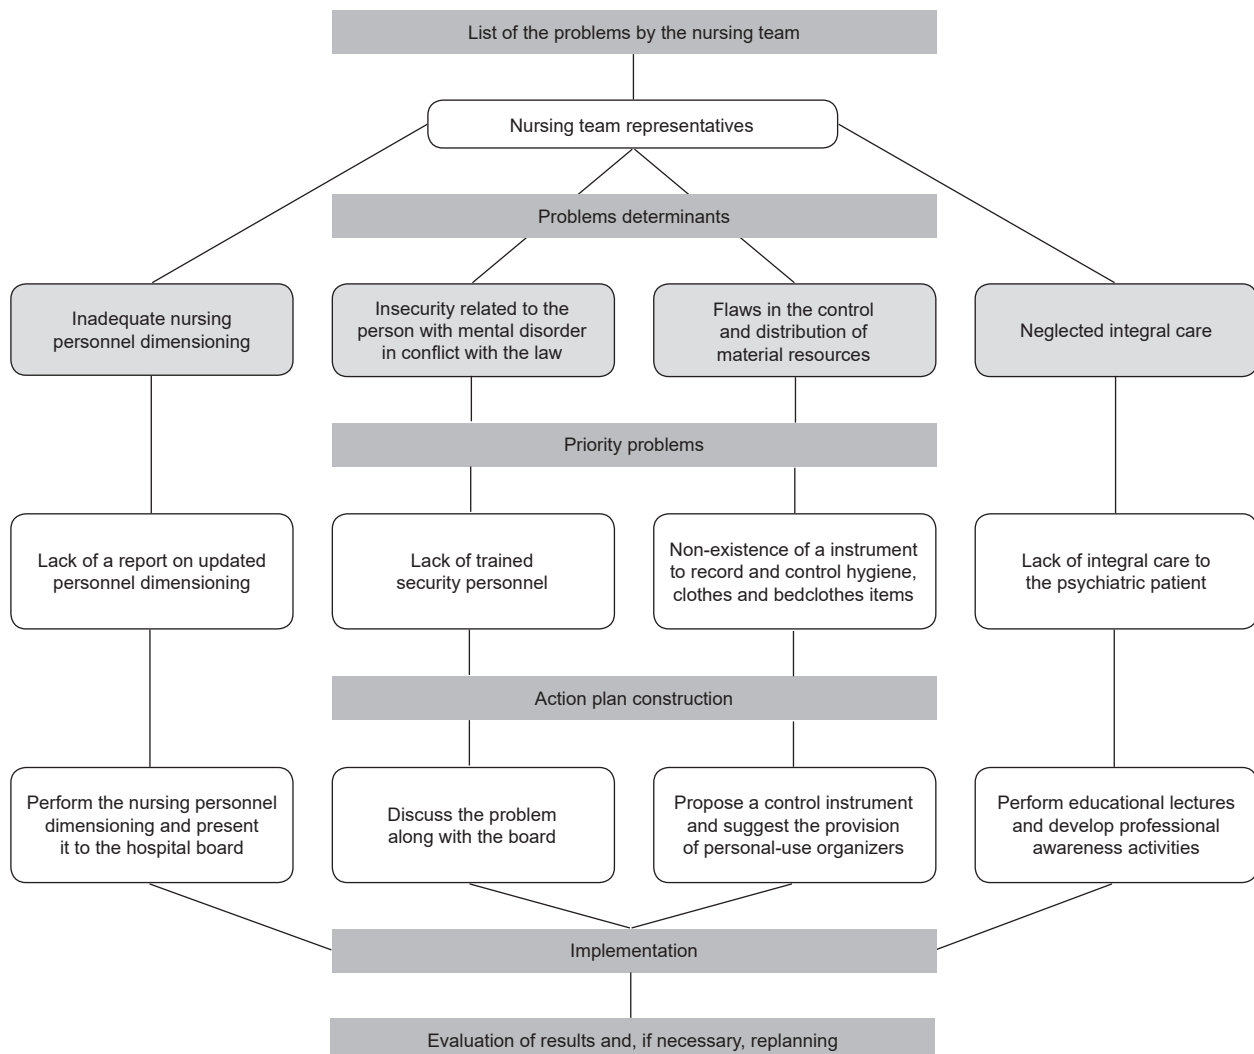 List of the problems by the nursing team
Nursing team representatives
Problems determinants
Inadequate nursing
personnel dimensioning
Insecurity related to the
person with mental disorder
in conflict with the law
Flaws in the control
and distribution of
material resources
Neglected integral care
Priority problems
Lack of a report on updated
personnel dimensioning
Lack of trained
security personnel
Non-existence of a instrument
to record and control hygiene,
clothes and bedclothes items
Lack of integral care to
the psychiatric patient
Action plan construction
Perform the nursing personnel
dimensioning and present
it to the hospital board
Discuss the problem
along with the board
Propose a control instrument
and suggest the provision
of personal-use organizers
Perform educational lectures
and develop professional
awareness activities
Implementation
Evaluation of results and, if necessary, replanning